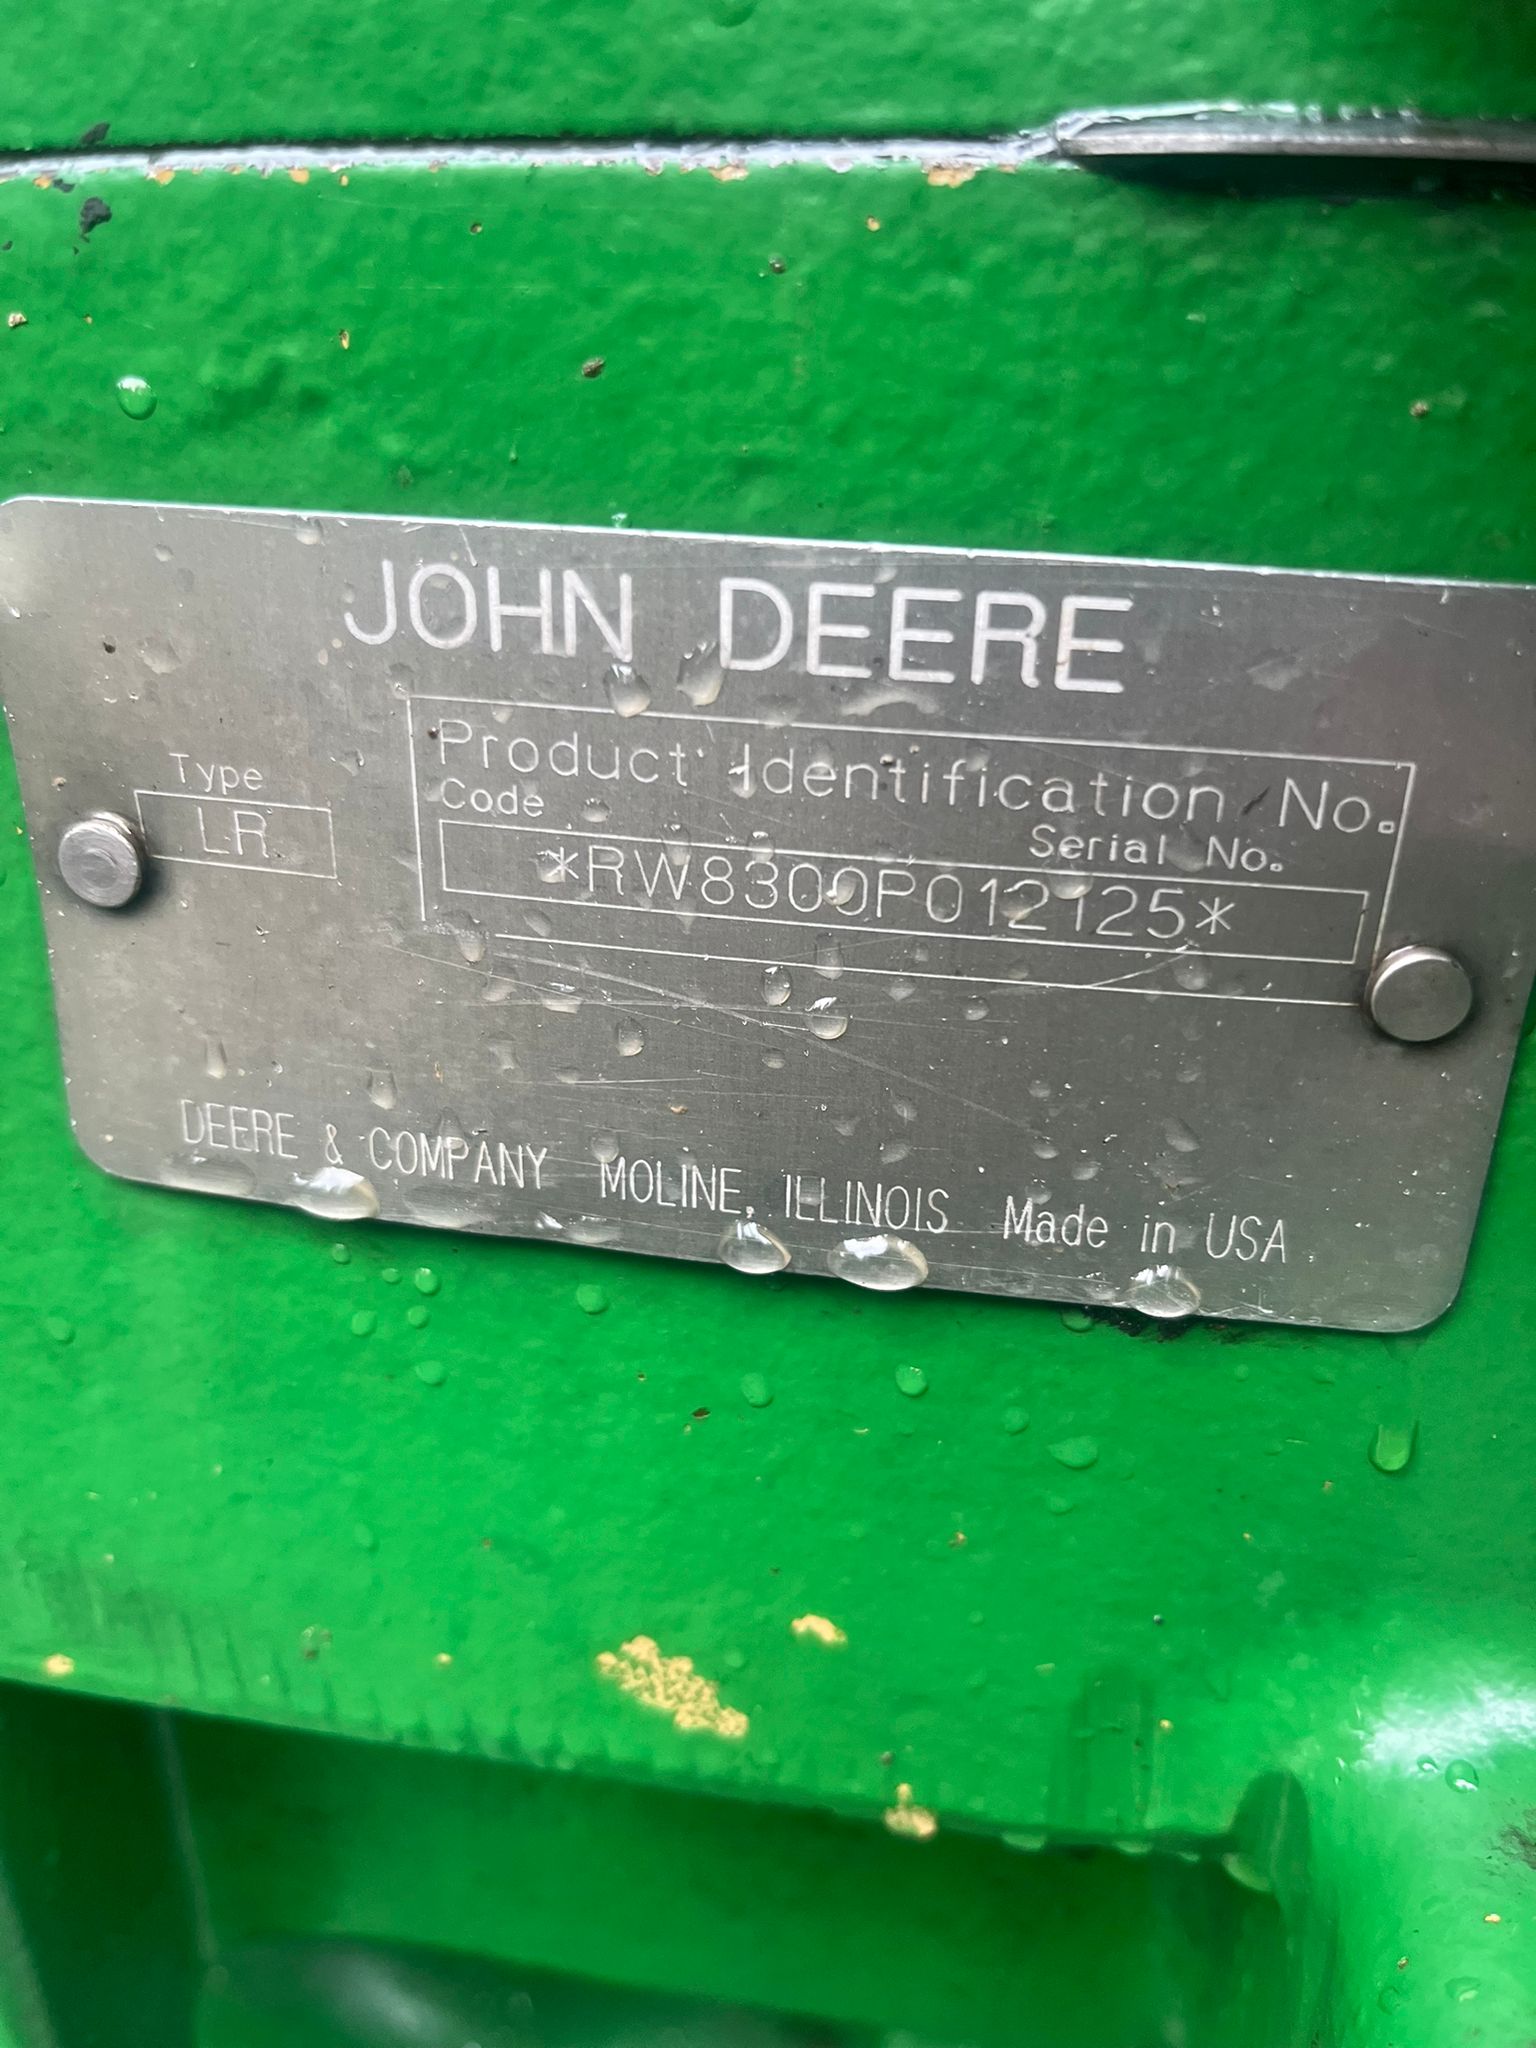 JOHN DEERE
Product Identification No.
Type
Code
Serial No.
LR
*RW8300P012125*
DEERE & COMPANY MOLINE, ILLINOIS Made in USA